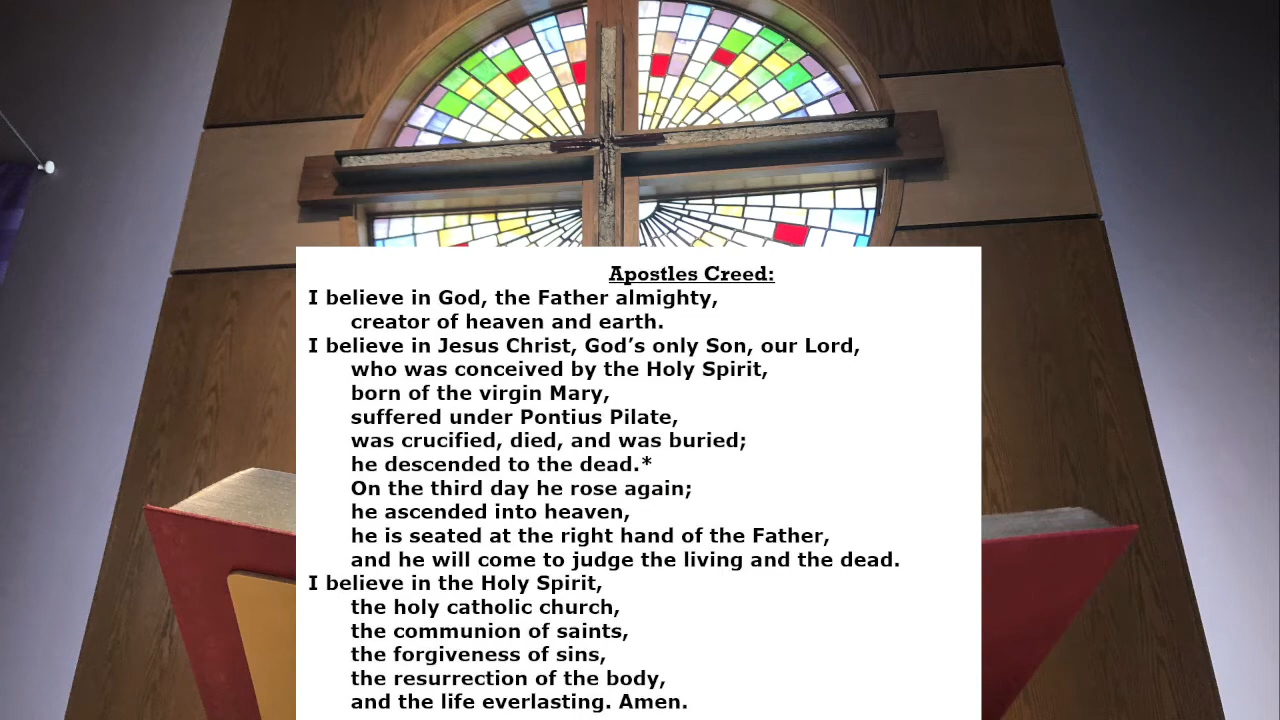 Apostles Creed:
I believe in God, the Father almighty,
creator of heaven and earth.
I believe in Jesus Christ, God’s only Son, our Lord,
who was conceived by the Holy Spirit,
born of the virgin Mary,
suffered under Pontius Pilate,
was crucified, died, and was buried;
he descended to the dead.*
On the third day he rose again;
he ascended into heaven,
he is seated at the right hand of the Father,
and he will come to judge the living and the dead.
I believe in the Holy Spirit,
the holy catholic church,
the communion of saints,
the forgiveness of sins,
the resurrection of the body,
and the life everlasting. Amen.